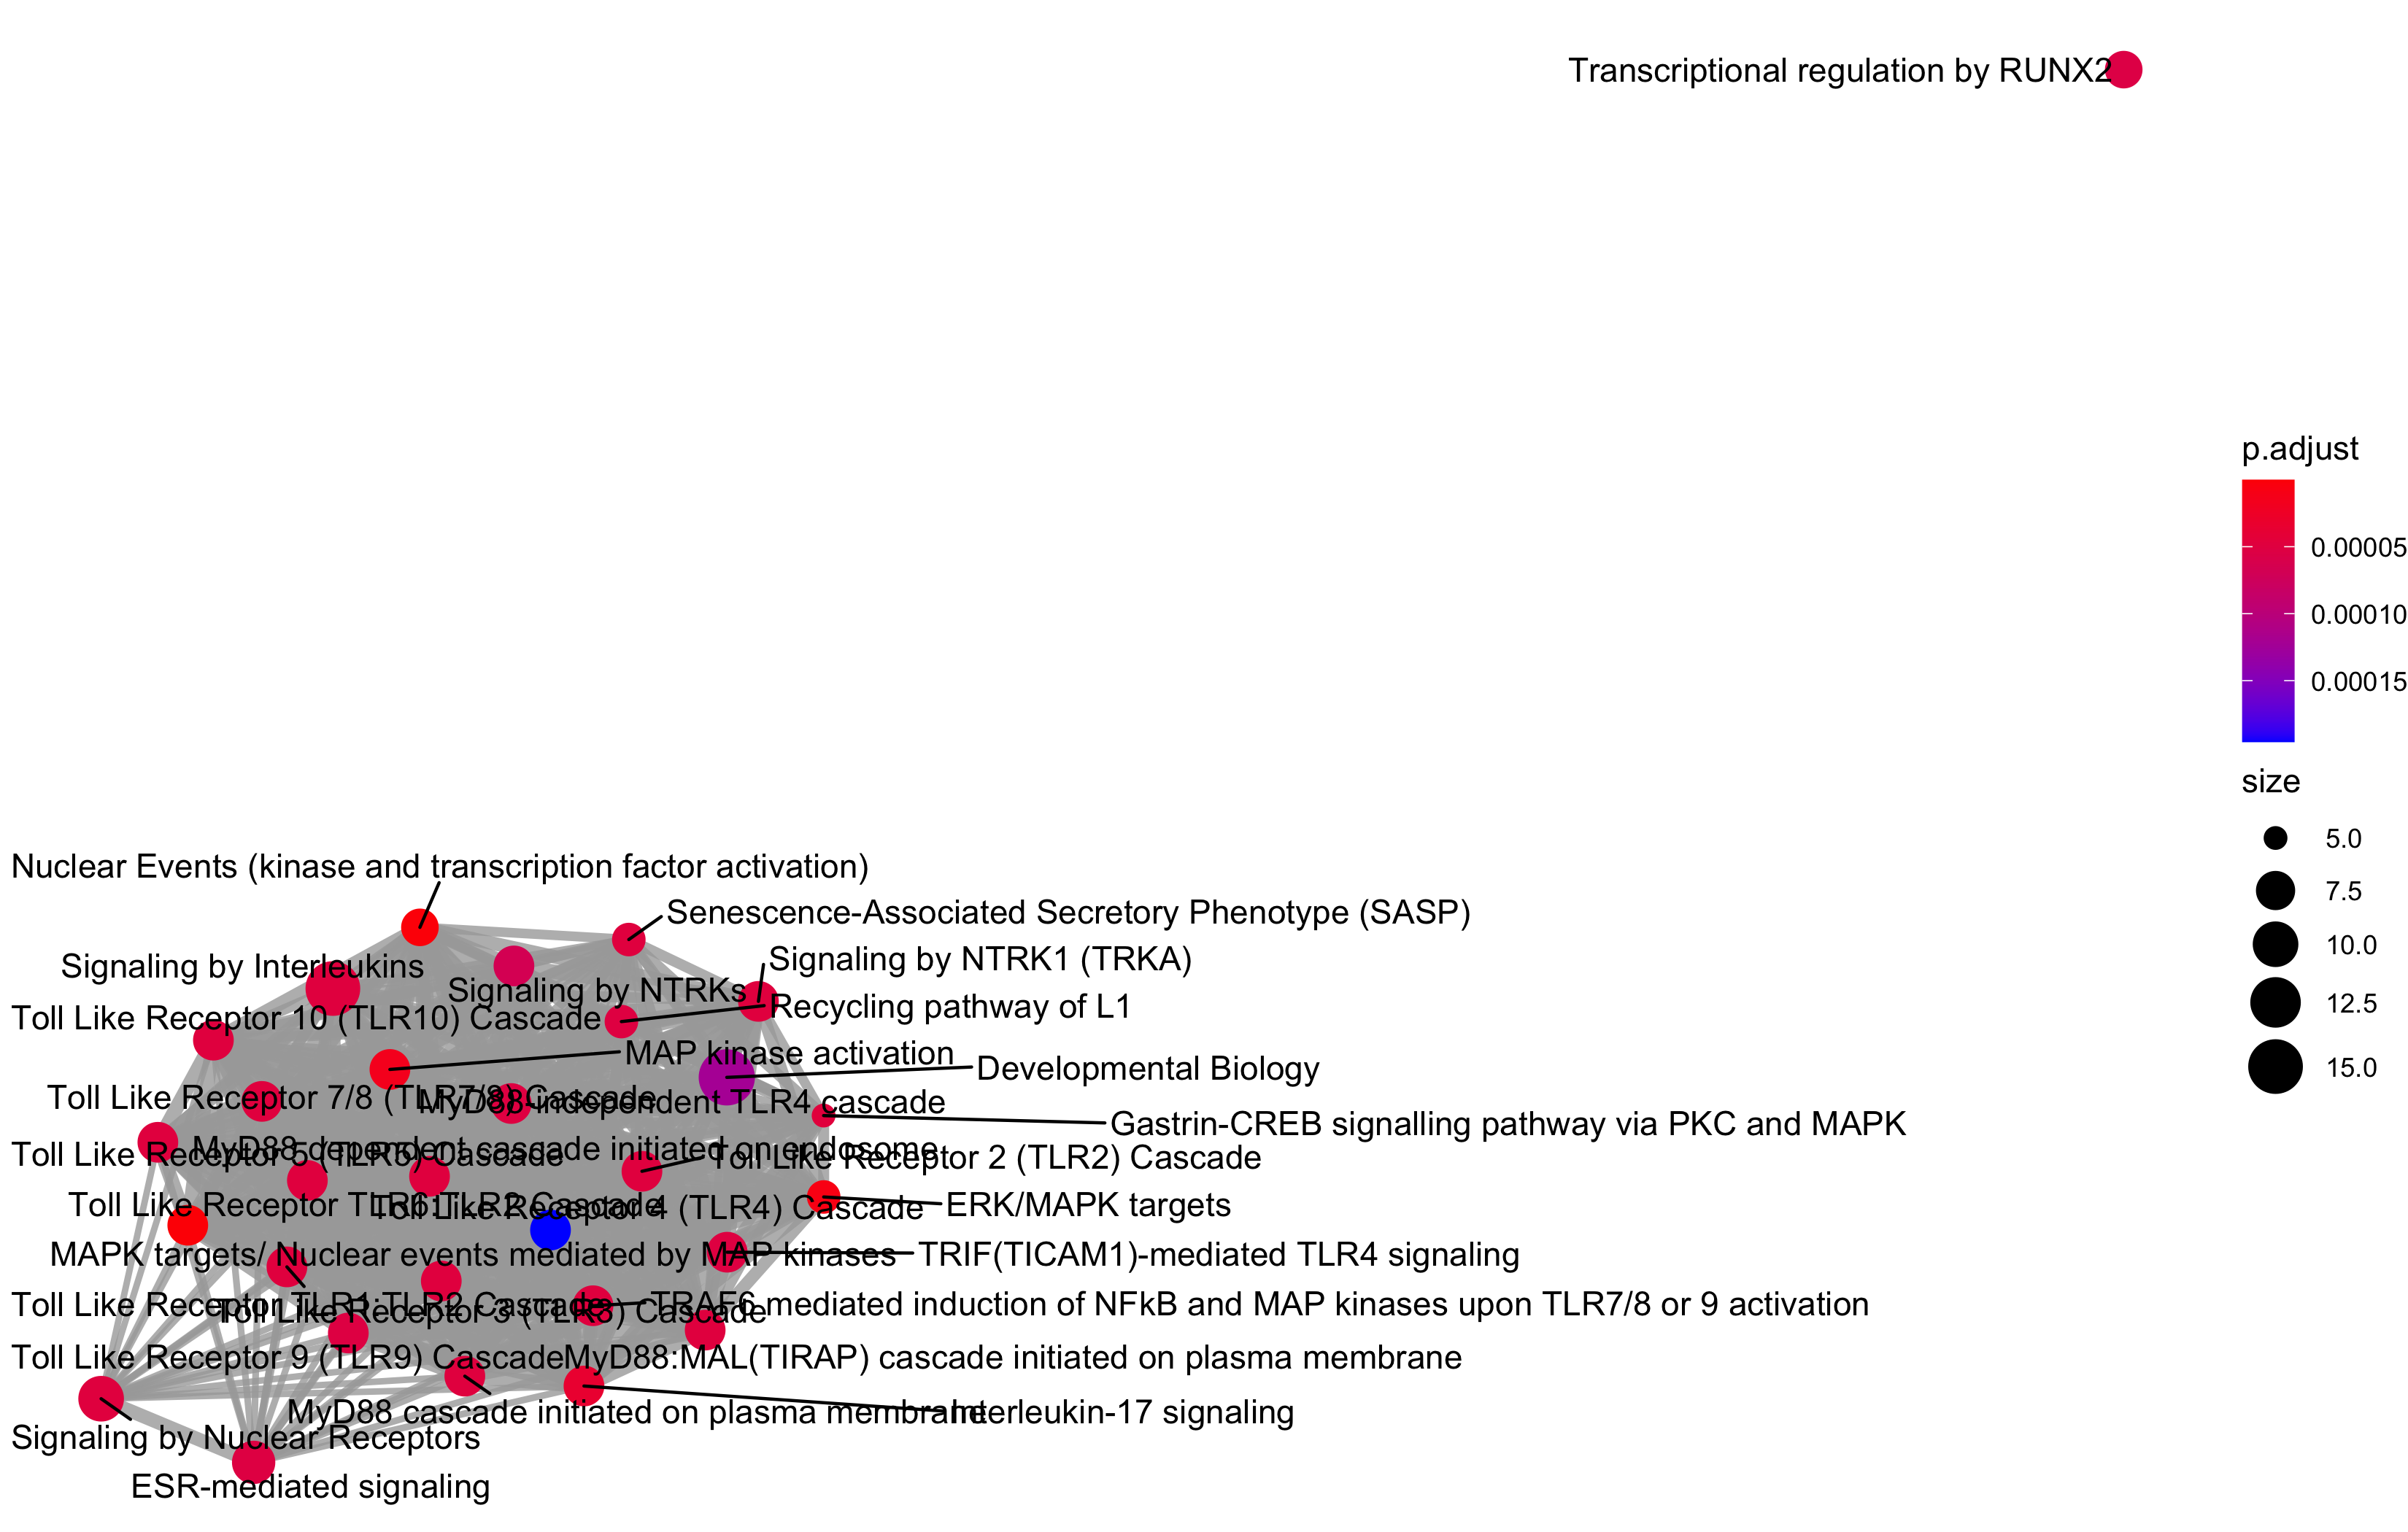 Transcriptional regulation by RUNX2
p.adjust
0.00005
0.00010
0.00015
size
5.0
7.5
10.0
12.5
15.0
Nuclear Events (kinase and transcription factor activation)
Senescence-Associated Secretory Phenotype (SASP)
Signaling by Interleukins
Signaling by NTRK1 (TRKA)
Signaling by NTRKs
Recycling pathway of L1
Toll Like Receptor 10 (TLR10) Cascade
MAP kinase activation
Developmental Biology
Toll Like Receptor 7/8 (TLR7/8) Cascade
MyD88-independent TLR4 cascade
Gastrin-CREB signalling pathway via PKC and MAPK
MyD88 dependent cascade initiated on endosome
Toll Like Receptor 5 (TLR5) Cascade
Toll Like Receptor 2 (TLR2) Cascade
Toll Like Receptor TLR6:TLR2 Cascade
Toll Like Receptor 4 (TLR4) Cascade
ERK/MAPK targets
MAPK targets/ Nuclear events mediated by MAP kinases
TRIF(TICAM1)-mediated TLR4 signaling
Toll Like Receptor TLR1:TLR2 Cascade
Toll Like Receptor 3 (TLR3) Cascade
TRAF6 mediated induction of NFkB and MAP kinases upon TLR7/8 or 9 activation
Toll Like Receptor 9 (TLR9) Cascade
MyD88:MAL(TIRAP) cascade initiated on plasma membrane
MyD88 cascade initiated on plasma membrane
Interleukin-17 signaling
Signaling by Nuclear Receptors
ESR-mediated signaling